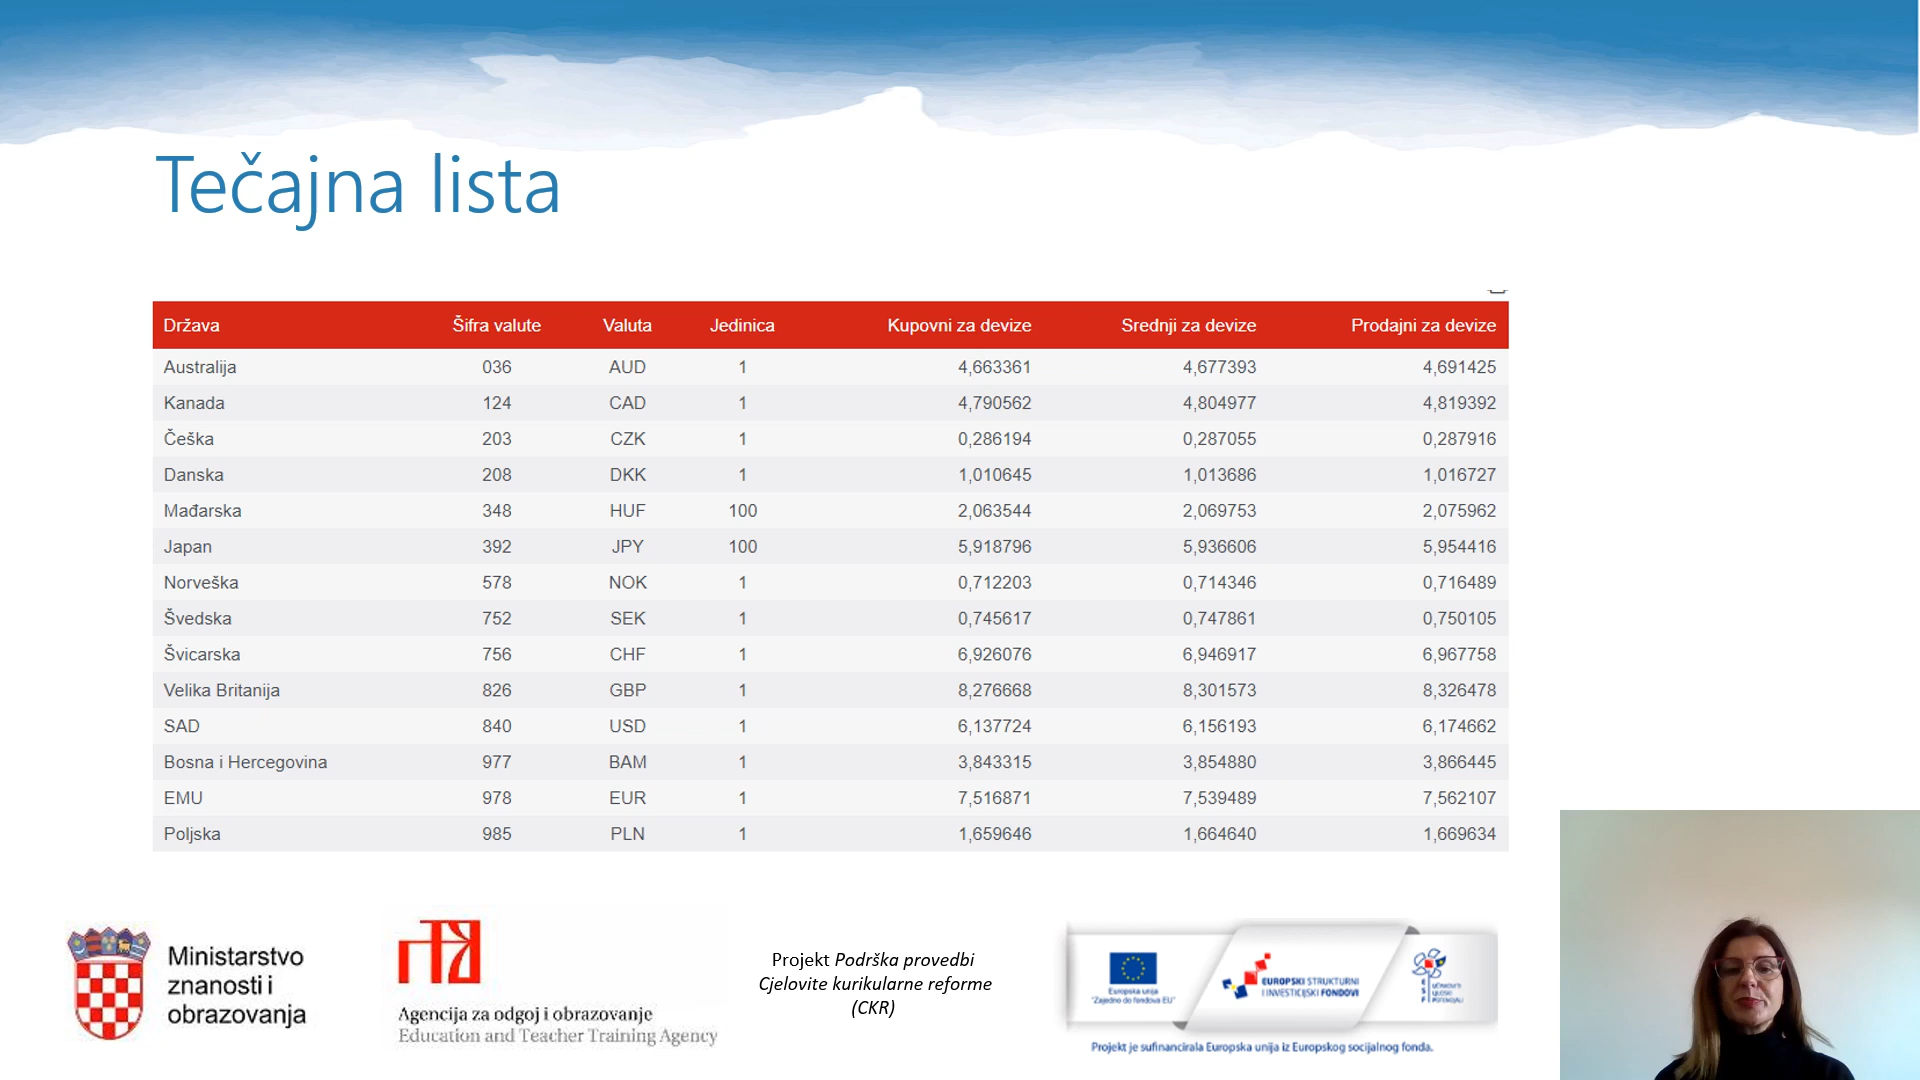 Tečajna lista
Država Šifra valute Valuta Jedinica Kupovni za devize Srednji za devize Prodajni za devize
Australija 036 AUD 1 4,663361 4,677393 4,691425
Kanada 124 CAD 1 4,790562 4,804977 4,819392
Češka 203 CZK 1 0,286194 0,287055 0,287916
Danska 208 DKK 1 1,010645 1,013686 1,016727
Mađarska 348 HUF 100 2,063544 2,069753 2,075962
Japan 392 JPY 100 5,918796 5,936606 5,954416
Norveška 578 NOK 1 0,712203 0,714346 0,716489
Švedska 752 SEK 1 0,745617 0,747861 0,750105
Švicarska 756 CHF 1 6,926076 6,946917 6,967758
Velika Britanija 826 GBP 1 8,276668 8,301573 8,326478
SAD 840 USD 1 6,137724 6,156193 6,174662
Bosna i Hercegovina 977 BAM 1 3,843315 3,854880 3,866445
EMU 978 EUR 1 7,516871 7,539489 7,562107
Poljska 985 PLN 1 1,659646 1,664640 1,669634
Ministarstvo
znanosti i
obrazovanja
Agencija za odgoj i obrazovanje
Education and Teacher Training Agency
Projekt Podrška provedbi
Cjelovite kurikularne reforme
(CKR)
Europska unija
"Zajedno do fondova EU"
EUROPSKI STRUKTURNI
I INVESTICIJSKI FONDOVI
Projekt je sufinancirala Europska unija iz Europskog socijalnog fonda.